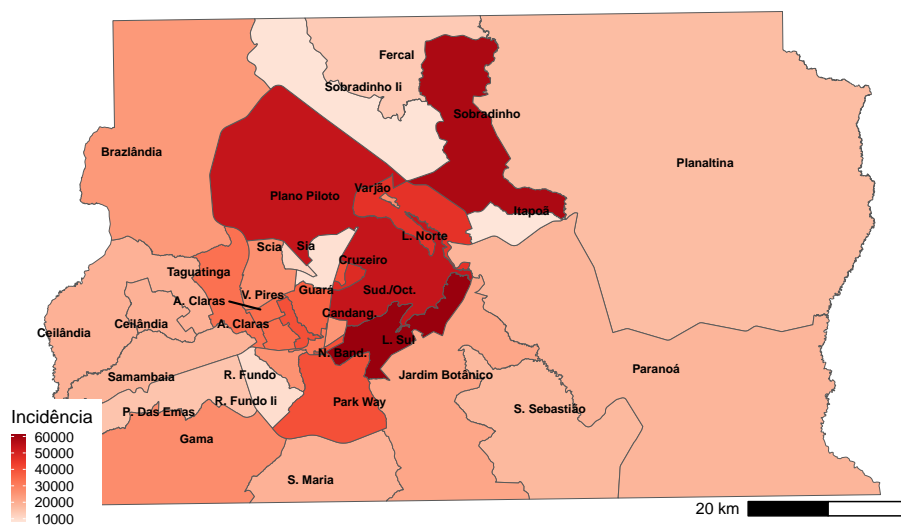 Fercal
Sobradinho Ii
Sobradinho
Brazlândia
Planaltina
Varjão
Plano Piloto
Itapoã
L. Norte
Scia
Sia
Cruzeiro
Taguatinga
V. Pires
Guará
Sud./Oct.
A. Claras
Candang.
Ceilândia
Ceilândia
A. Claras
L. Sul
N. Band.
Samambaia
R. Fundo
Jardim Botânico
Paranoá
R. Fundo Ii
Park Way
P. Das Emas
S. Sebastião
Gama
S. Maria
Incidência
60000
50000
40000
30000
20000
10000
20 km